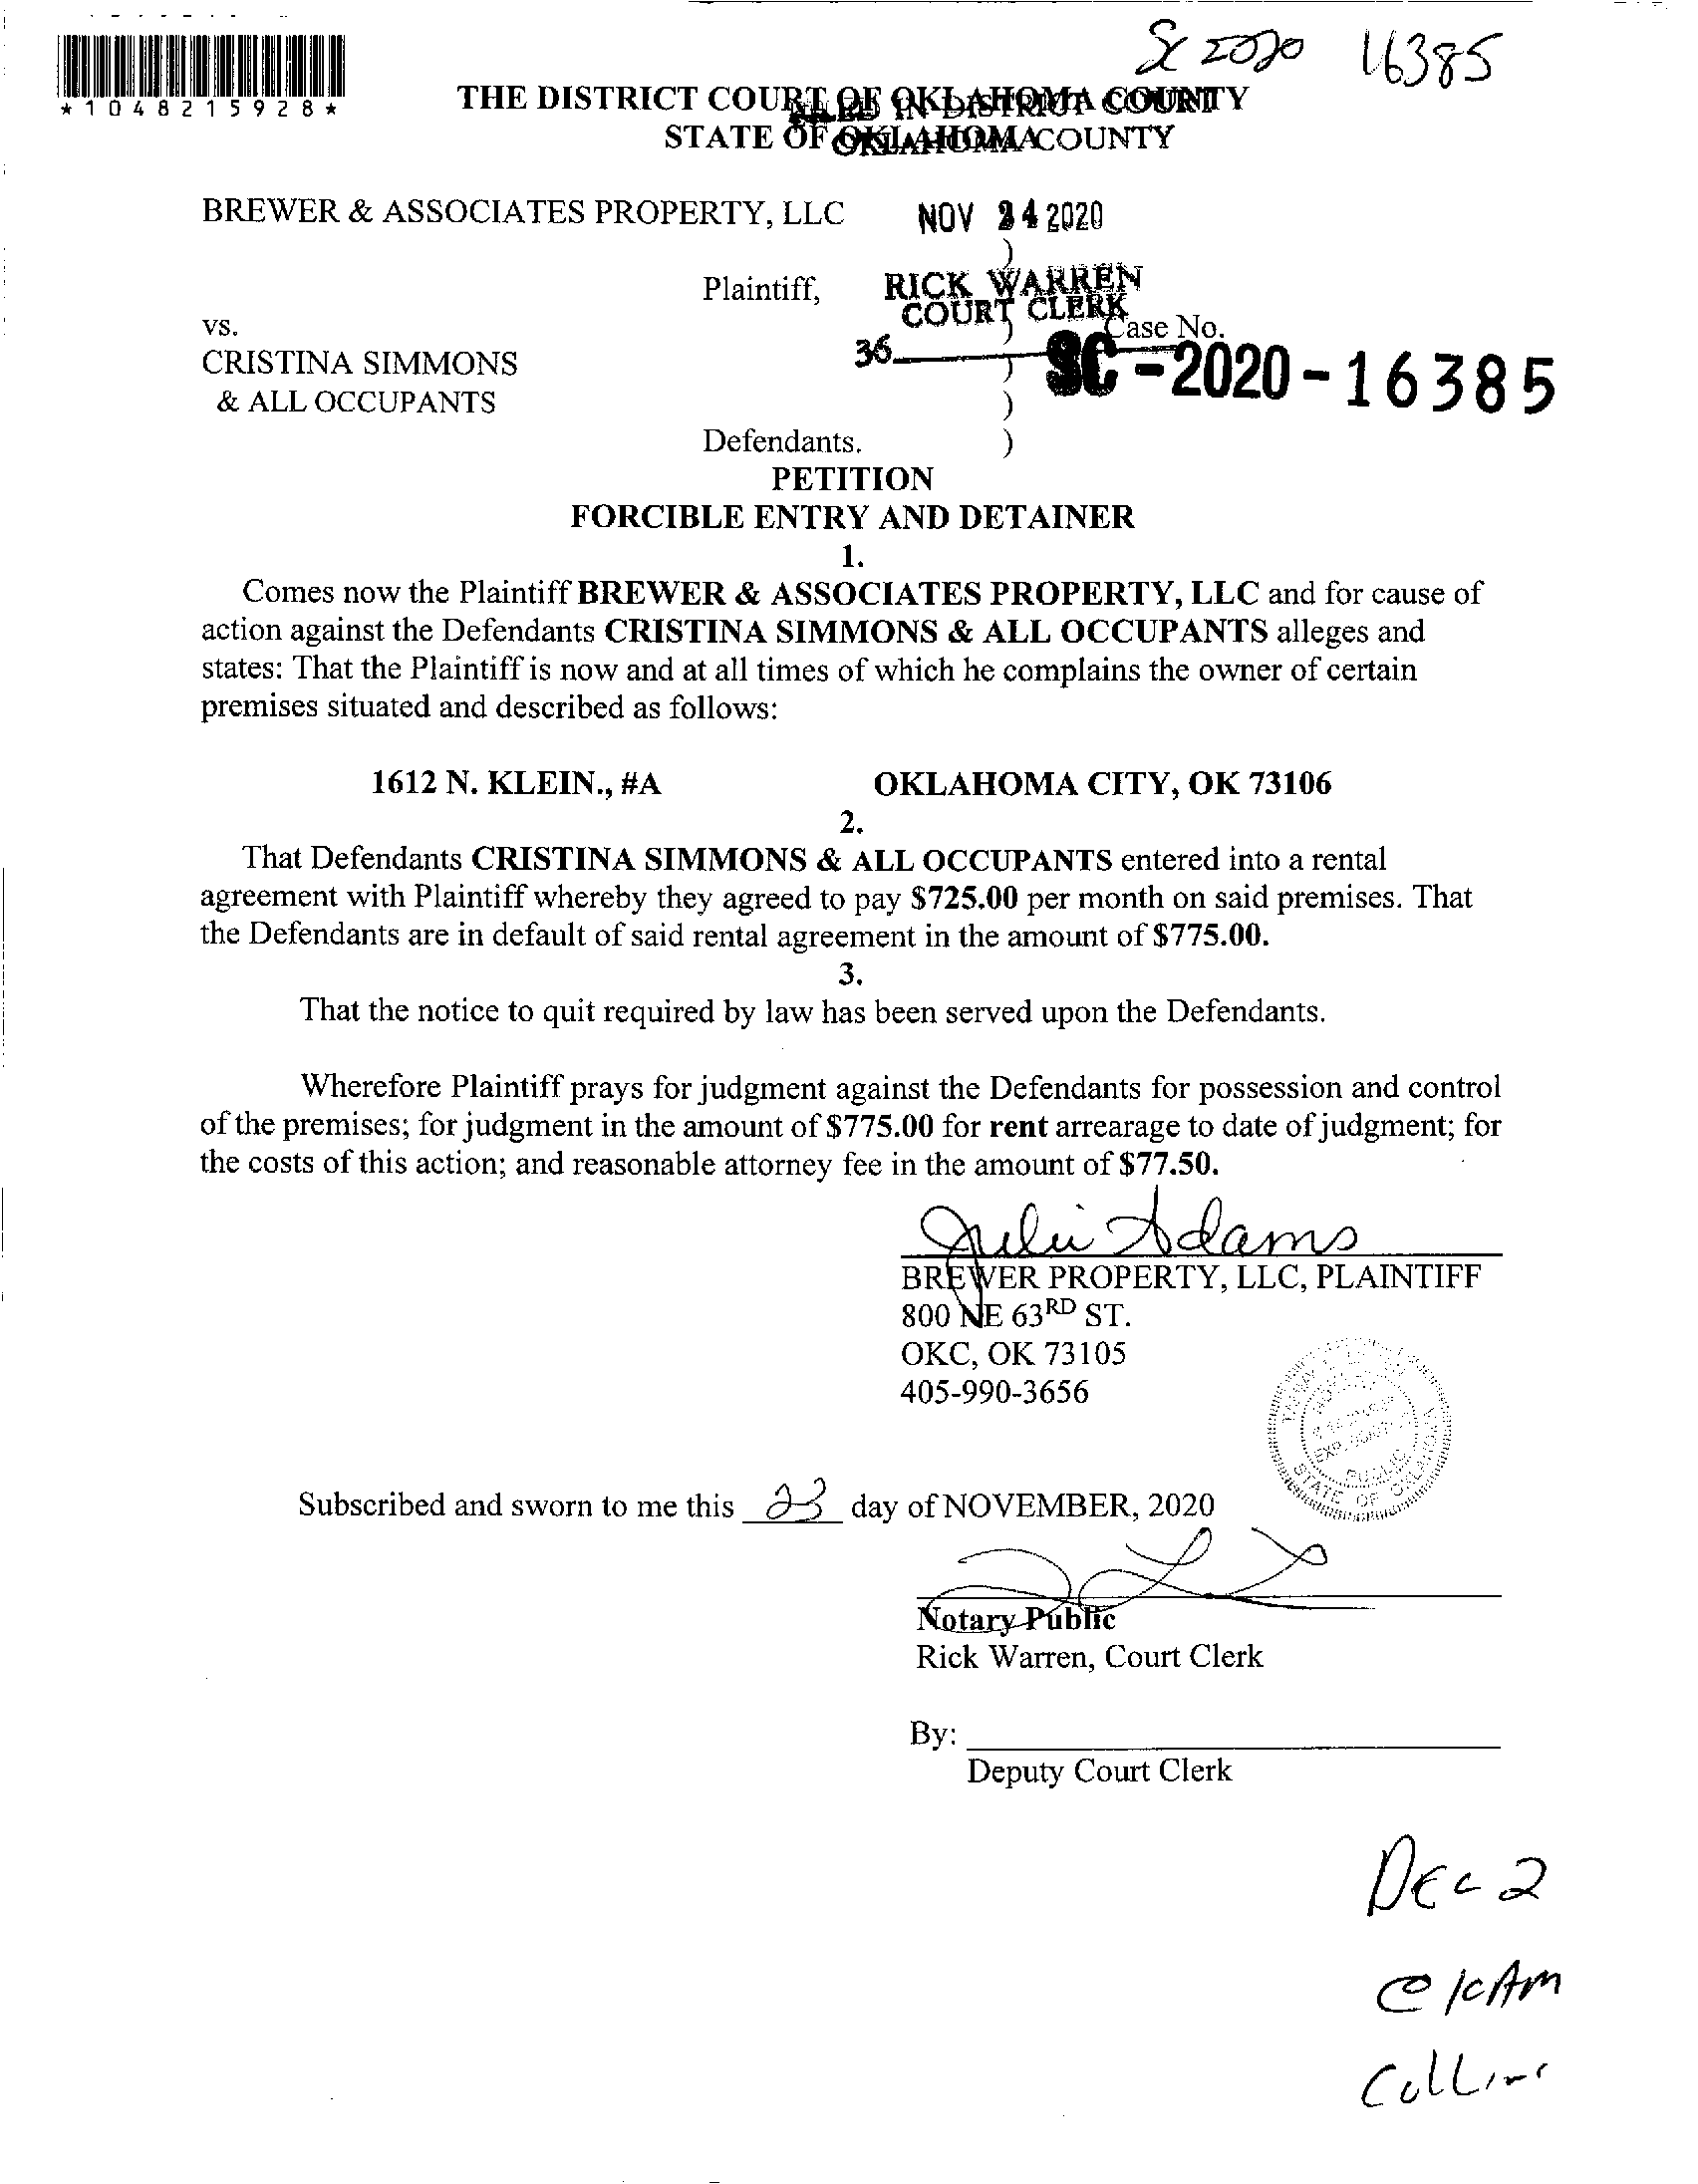 *1048215928*
SC 2020 16385
THE DISTRICT COURT OF OKLAHOMA COUNTY
FILED IN DISTRICT COURT
STATE OF OKLAHOMA
OKLAHOMA COUNTY
BREWER & ASSOCIATES PROPERTY, LLC
NOV 24 2020
)
Plaintiff,
RICK WARREN
COURT CLERK
)
vs.
Case No.
36
CRISTINA SIMMONS
)
SC-2020-16385
& ALL OCCUPANTS
)
Defendants.
)
PETITION
FORCIBLE ENTRY AND DETAINER
1.
Comes now the Plaintiff BREWER & ASSOCIATES PROPERTY, LLC and for cause of
action against the Defendants CRISTINA SIMMONS & ALL OCCUPANTS alleges and
states: That the Plaintiff is now and at all times of which he complains the owner of certain
premises situated and described as follows:
1612 N. KLEIN., #A OKLAHOMA CITY, OK 73106
2.
That Defendants CRISTINA SIMMONS & ALL OCCUPANTS entered into a rental
agreement with Plaintiff whereby they agreed to pay $725.00 per month on said premises. That
the Defendants are in default of said rental agreement in the amount of $775.00.
3.
That the notice to quit required by law has been served upon the Defendants.
Wherefore Plaintiff prays for judgment against the Defendants for possession and control
of the premises; for judgment in the amount of $775.00 for rent arrearage to date of judgment; for
the costs of this action; and reasonable attorney fee in the amount of $77.50.
Julie Adams
BREWER PROPERTY, LLC, PLAINTIFF
800 NE 63RD ST.
OKC, OK 73105
405-990-3656
PUBLIC
STATE OF OKLAHOMA
Subscribed and sworn to me this 23 day of NOVEMBER, 2020
Notary Public
Rick Warren, Court Clerk
By:
Deputy Court Clerk
Dec 2
@ 10 AM
Collins